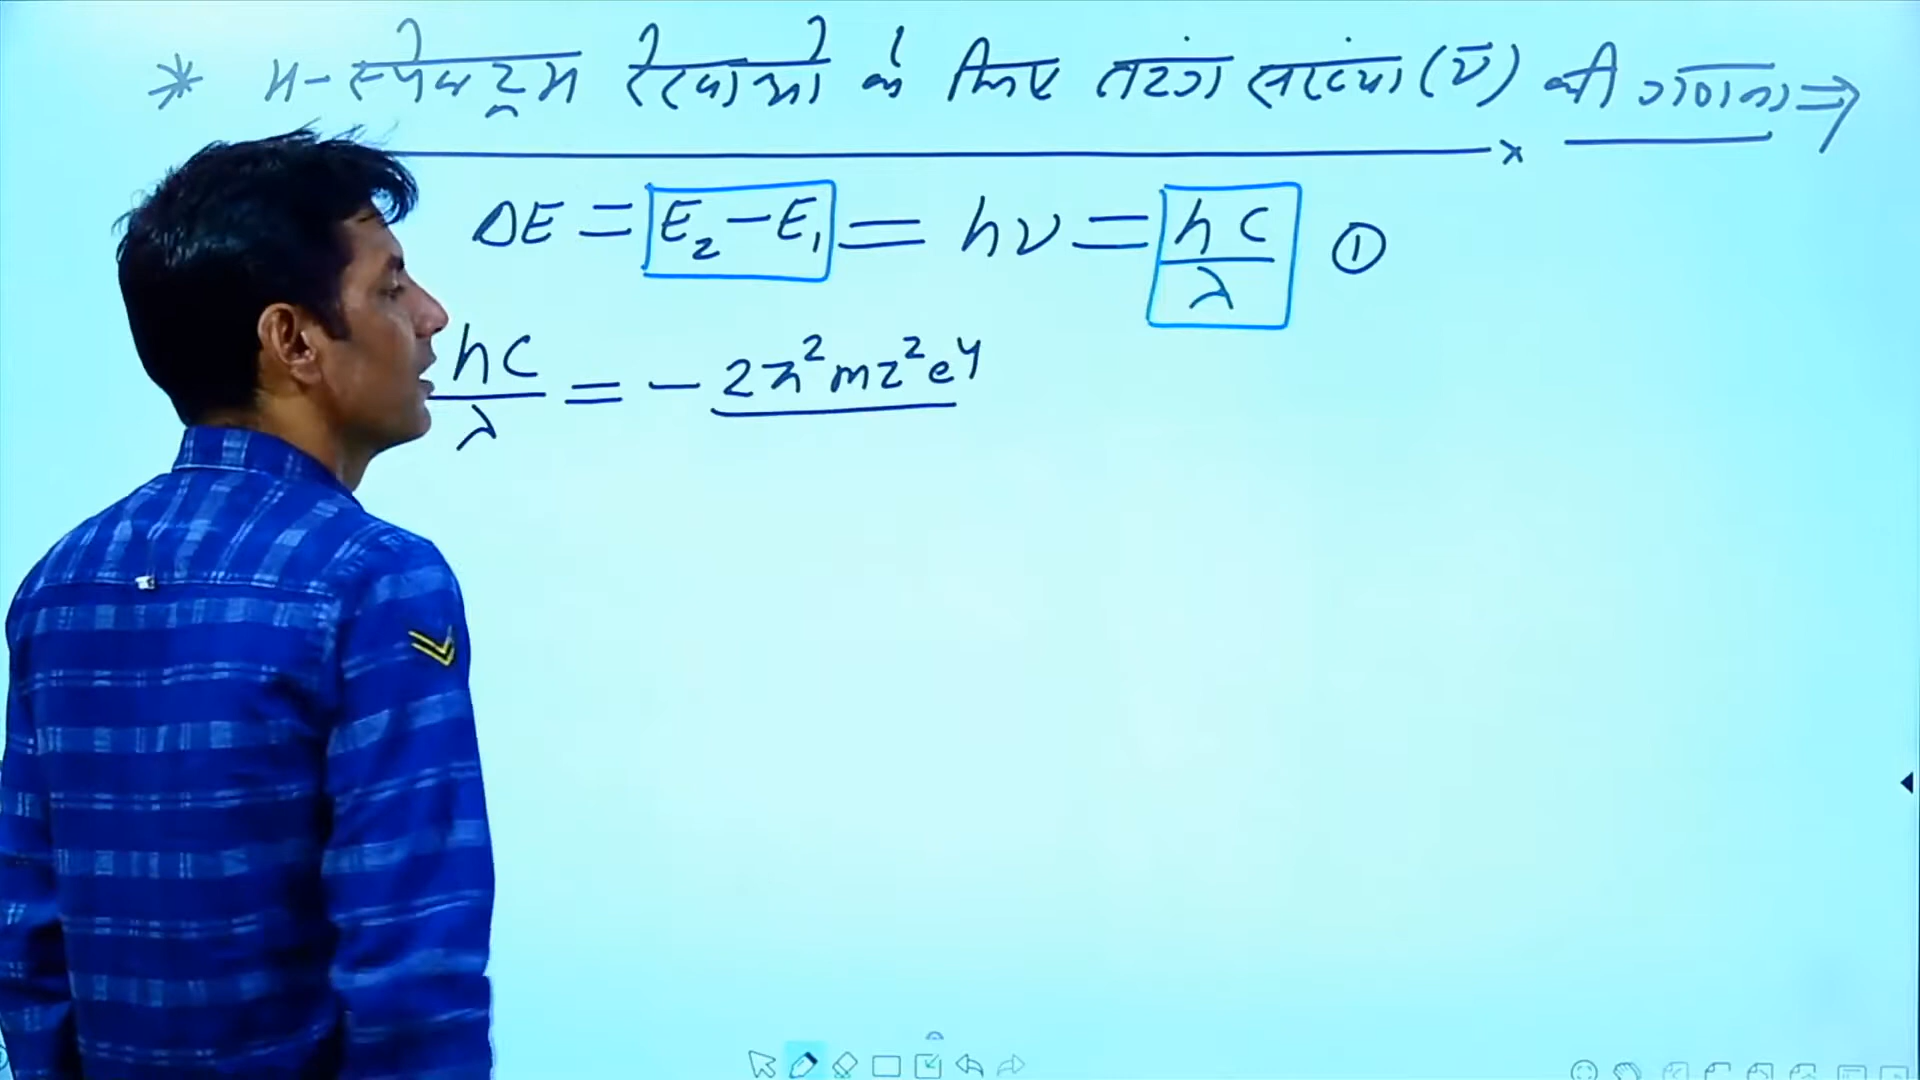 * H-स्पेक्ट्रम रेखाओं के लिए तरंग संख्या (ν̅) की गणना ⇒
ΔE = E₂ - E₁ = hν = hc/λ ①
hc/λ = - 2π²mz²e⁴